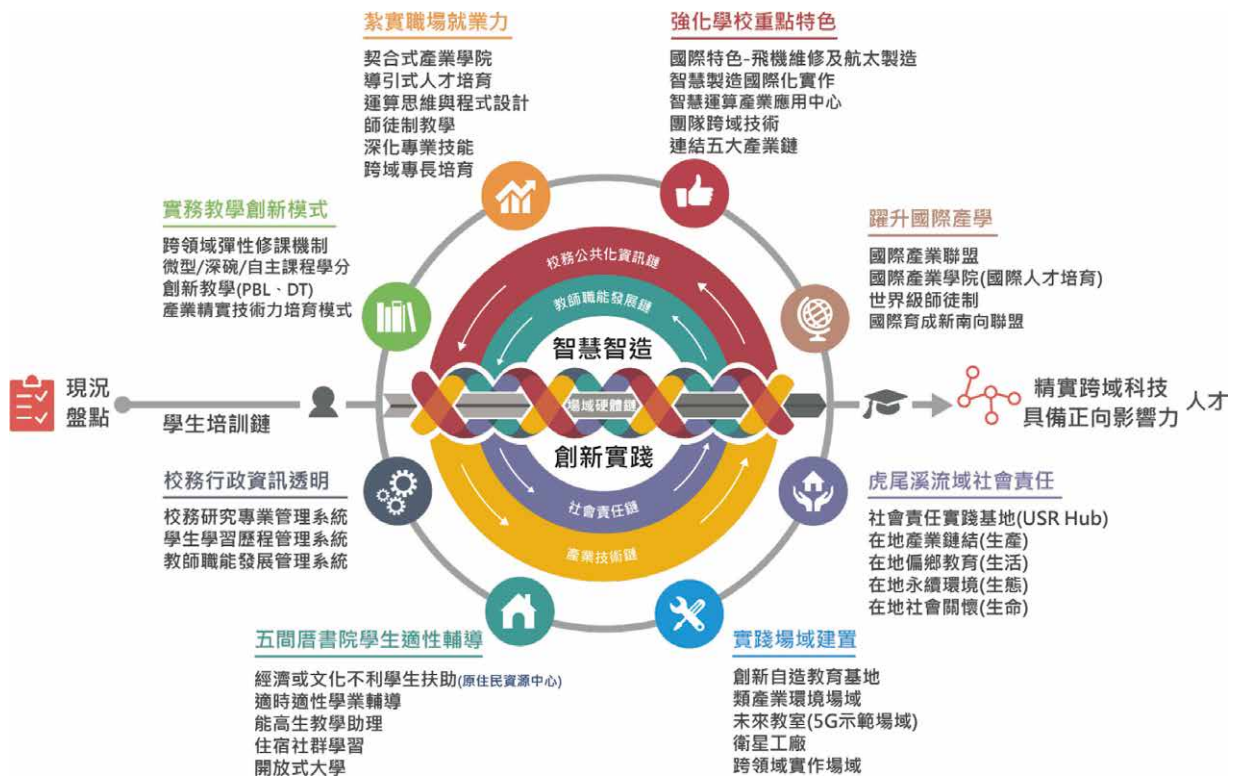 紮實職場就業力
契合式產業學院
導引式人才培育
運算思維與程式設計
師徒制教學
深化專業技能
跨域專長培育
強化學校重點特色
國際特色-飛機維修及航太製造
智慧製造國際化實作
智慧運算產業應用中心
團隊跨域技術
連結五大產業鏈
實務教學創新模式
跨領域彈性修課機制
微型/深碗/自主課程學分
創新教學(PBL、DT)
產業精實技術力培育模式
躍升國際產學
國際產業聯盟
國際產業學院(國際人才培育)
世界級師徒制
國際育成新南向聯盟
校務公共化資訊鏈
教師職能發展鏈
智慧智造
現況
盤點
學生培訓鏈
場域硬體鏈
精實跨域科技
具備正向影響力
人才
創新實踐
社會責任鏈
產業技術鏈
校務行政資訊透明
校務研究專業管理系統
學生學習歷程管理系統
教師職能發展管理系統
虎尾溪流域社會責任
社會責任實踐基地(USR Hub)
在地產業鏈結(生產)
在地偏鄉教育(生活)
在地永續環境(生態)
在地社會關懷(生命)
五間厝書院學生適性輔導
經濟或文化不利學生扶助(原住民資源中心)
適時適性學業輔導
能高生教學助理
住宿社群學習
開放式大學
實踐場域建置
創新自造教育基地
類產業環境場域
未來教室(5G示範場域)
衛星工廠
跨領域實作場域